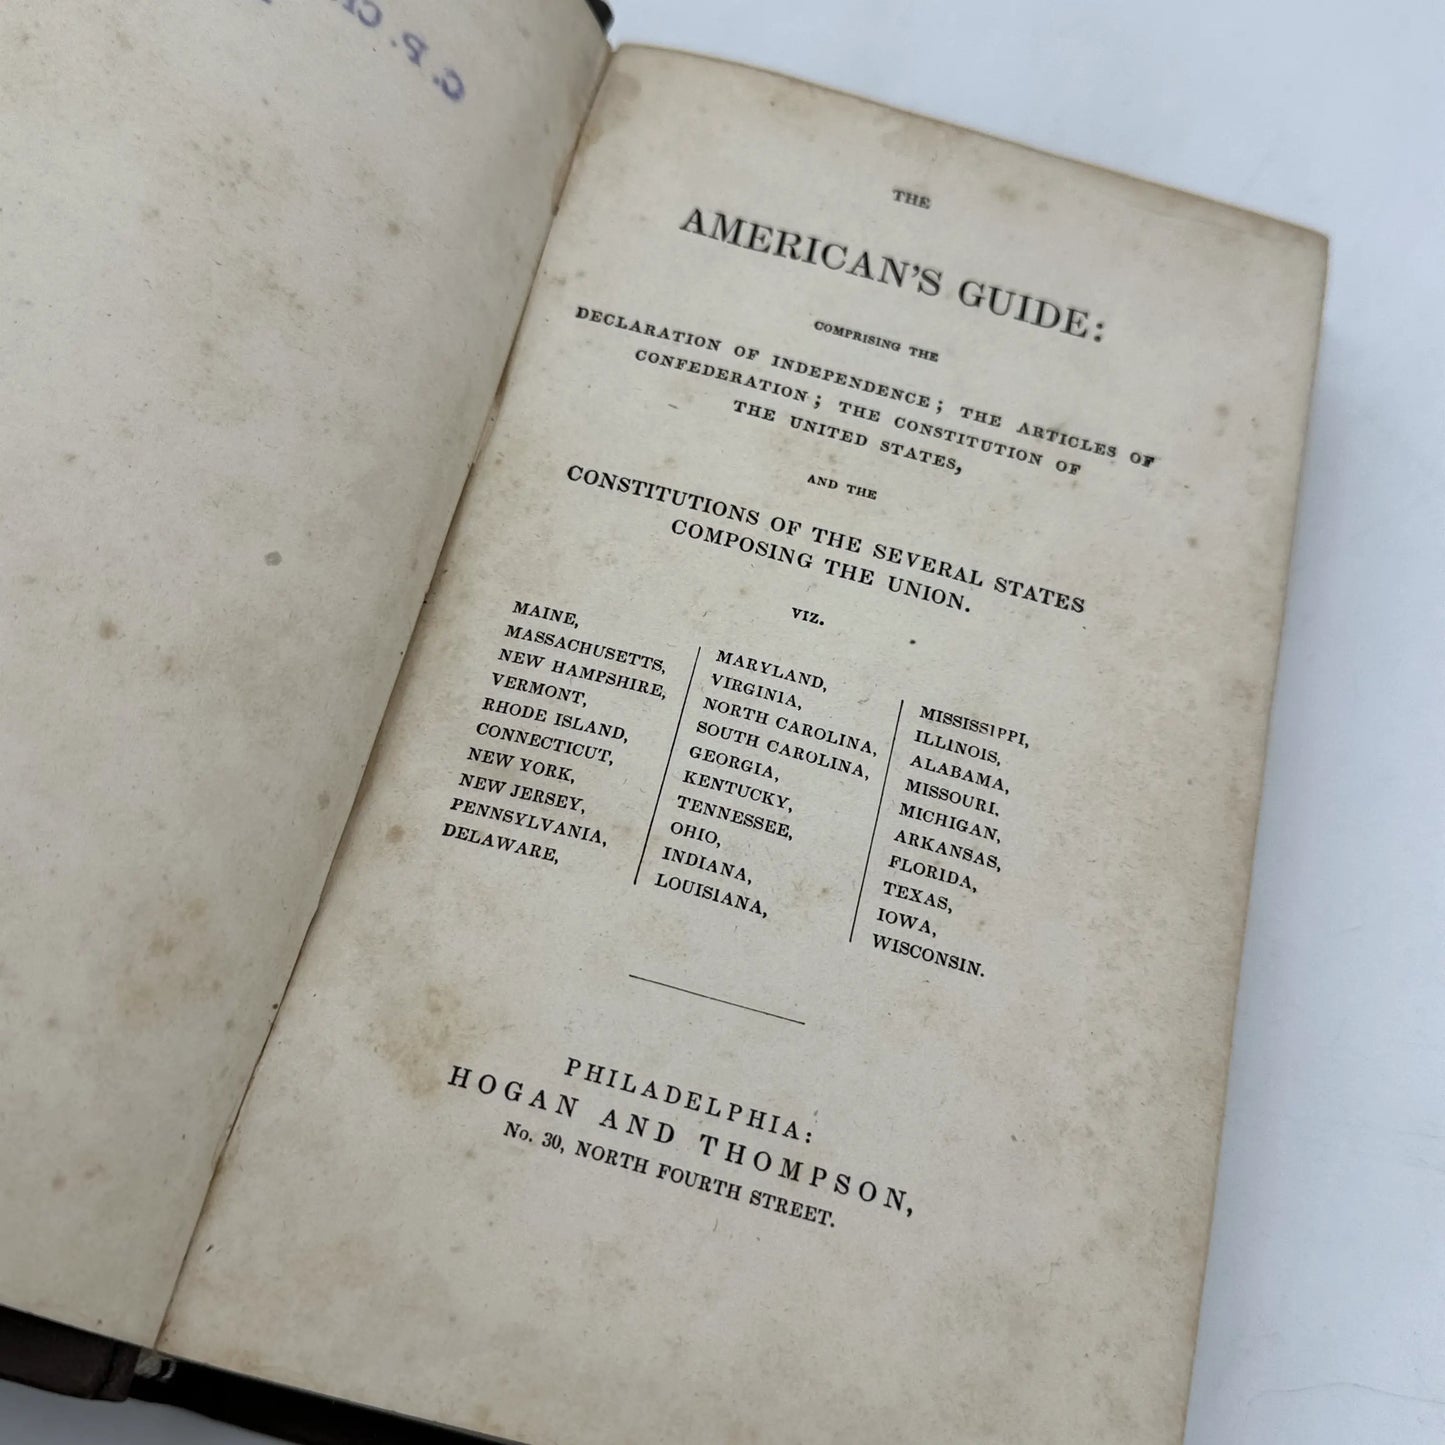 G. P.
THE
AMERICAN'S GUIDE:
COMPRISING THE
DECLARATION OF INDEPENDENCE; THE ARTICLES OF
CONFEDERATION; THE CONSTITUTION OF
THE UNITED STATES,
AND THE
CONSTITUTIONS OF THE SEVERAL STATES
COMPOSING THE UNION.
VIZ.
MAINE,
MASSACHUSETTS,
NEW HAMPSHIRE,
VERMONT,
RHODE ISLAND,
CONNECTICUT,
NEW YORK,
NEW JERSEY,
PENNSYLVANIA,
DELAWARE,
MARYLAND,
VIRGINIA,
NORTH CAROLINA,
SOUTH CAROLINA,
GEORGIA,
KENTUCKY,
TENNESSEE,
OHIO,
INDIANA,
LOUISIANA,
MISSISSIPPI,
ILLINOIS,
ALABAMA,
MISSOURI,
MICHIGAN,
ARKANSAS,
FLORIDA,
TEXAS,
IOWA,
WISCONSIN.
PHILADELPHIA:
HOGAN AND THOMPSON,
No. 30, NORTH FOURTH STREET.